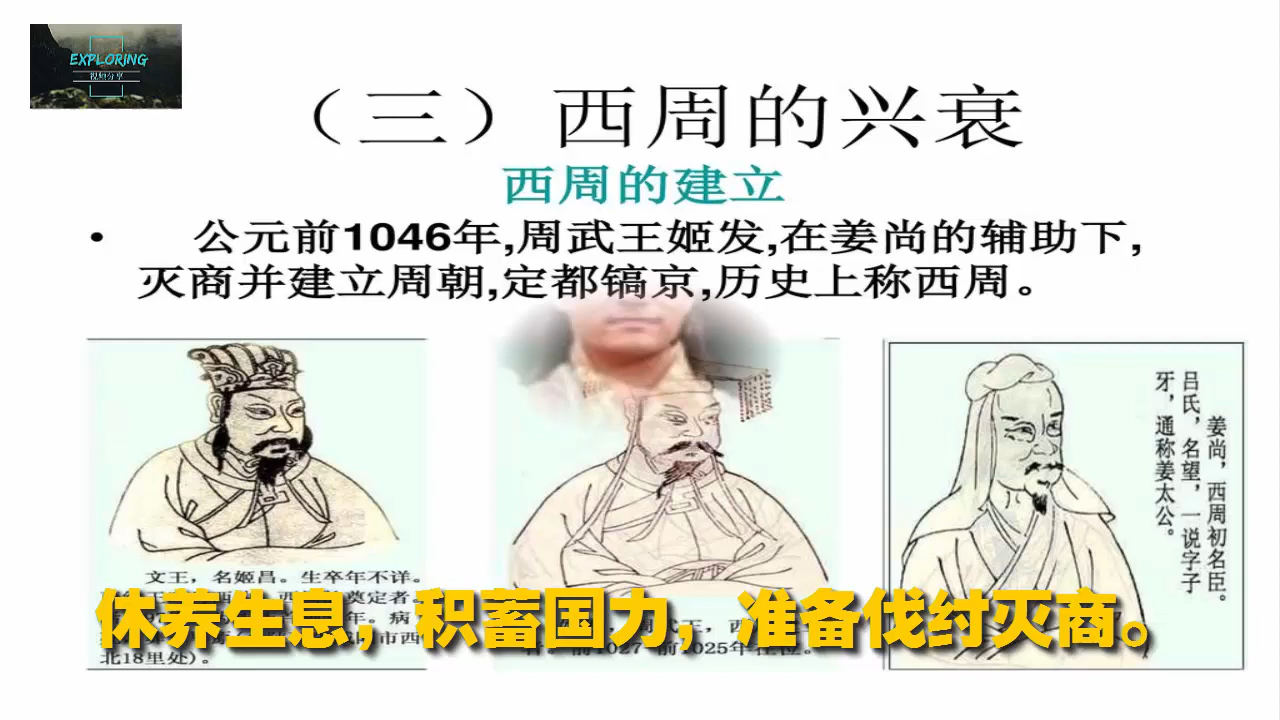 EXPLORING
视频分享
（三）西周的兴衰
西周的建立
• 公元前1046年,周武王姬发,在姜尚的辅助下,
灭商并建立周朝,定都镐京,历史上称西周。
文王，名姬昌。生卒年不详。
北18里处）。
姜尚，西周初名臣。
吕氏，名望，一说字子
牙，通称姜太公。
休养生息，积蓄国力，准备伐纣灭商。